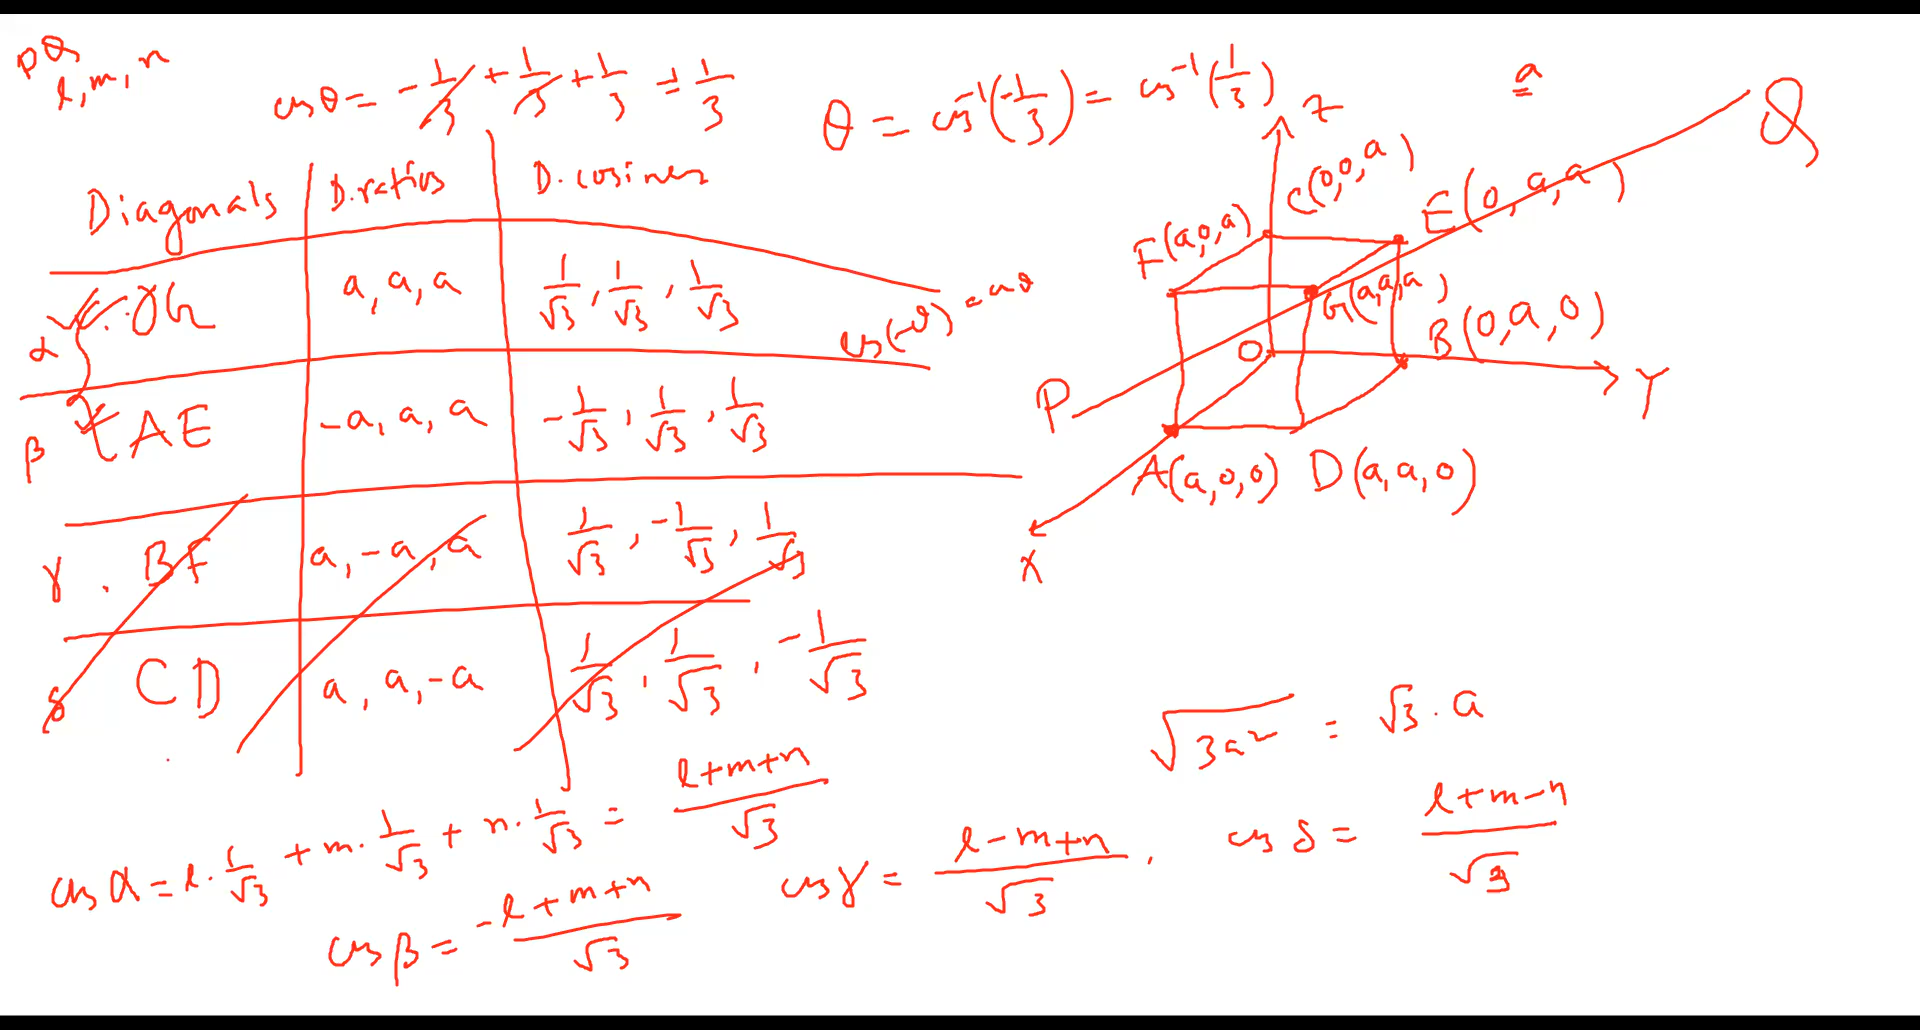 PQ
l, m, n
cosθ = -1/3 + 1/3 + 1/3 = 1/3
θ = cos⁻¹(-1/3) = cos⁻¹(1/3)
a
Q
Z
Diagonals D.ratios D.cosines
C(0,0,a)
F(a,0,a)
E(0,a,a)
α OG a, a, a 1/√3, 1/√3, 1/√3
cos(-θ) = cosθ
G(a,a,a)
O
B(0,a,0)
Y
P
β AE -a, a, a -1/√3, 1/√3, 1/√3
A(a,0,0) D(a,a,0)
X
γ BF a, -a, a 1/√3, -1/√3, 1/√3
δ CD a, a, -a 1/√3, 1/√3, -1/√3
√3a² = √3 . a
cos α = l.1/√3 + m.1/√3 + n.1/√3 = l+m+n/√3
cos β = -l+m+n/√3
cos γ = l-m+n/√3,
cos δ = l+m-n/√3